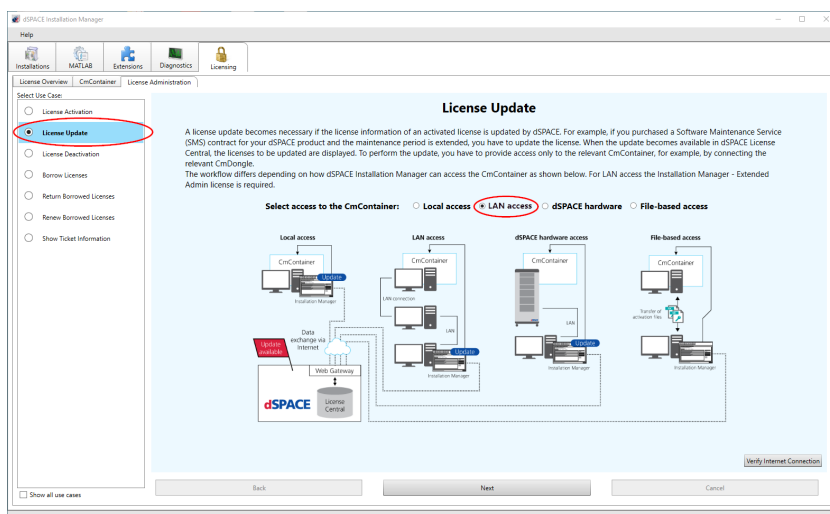 dSPACE Installation Manager
Help
Installations MATLAB Extensions Diagnostics Licensing
License Overview CmContainer License Administration
Select Use Case:
License Activation
License Update
License Deactivation
Borrow Licenses
Return Borrowed Licenses
Renew Borrowed Licenses
Show Ticket Information
Show all use cases
License Update
A license update becomes necessary if the license information of an activated license is updated by dSPACE. For example, if you purchased a Software Maintenance Service
(SMS) contract for your dSPACE product and the maintenance period is extended, you have to update the license. When the update becomes available in dSPACE License
Central, the licenses to be updated are displayed. To perform the update, you have to provide access only to the relevant CmContainer, for example, by connecting the
relevant CmDongle.
The workflow differs depending on how dSPACE Installation Manager can access the CmContainer as shown below. For LAN access the Installation Manager - Extended
Admin license is required.
Select access to the CmContainer: Local access LAN access dSPACE hardware File-based access
Local access LAN access dSPACE hardware access File-based access
CmContainer CmContainer CmContainer CmContainer
Update
Installation Manager
LAN connection
LAN
Update
Installation Manager
LAN
Update
Installation Manager
Transfer of
activation files
Installation Manager
Data
exchange via
Internet
Update
available
Web Gateway
dSPACE
License
Central
Verify Internet Connection
Back Next Cancel